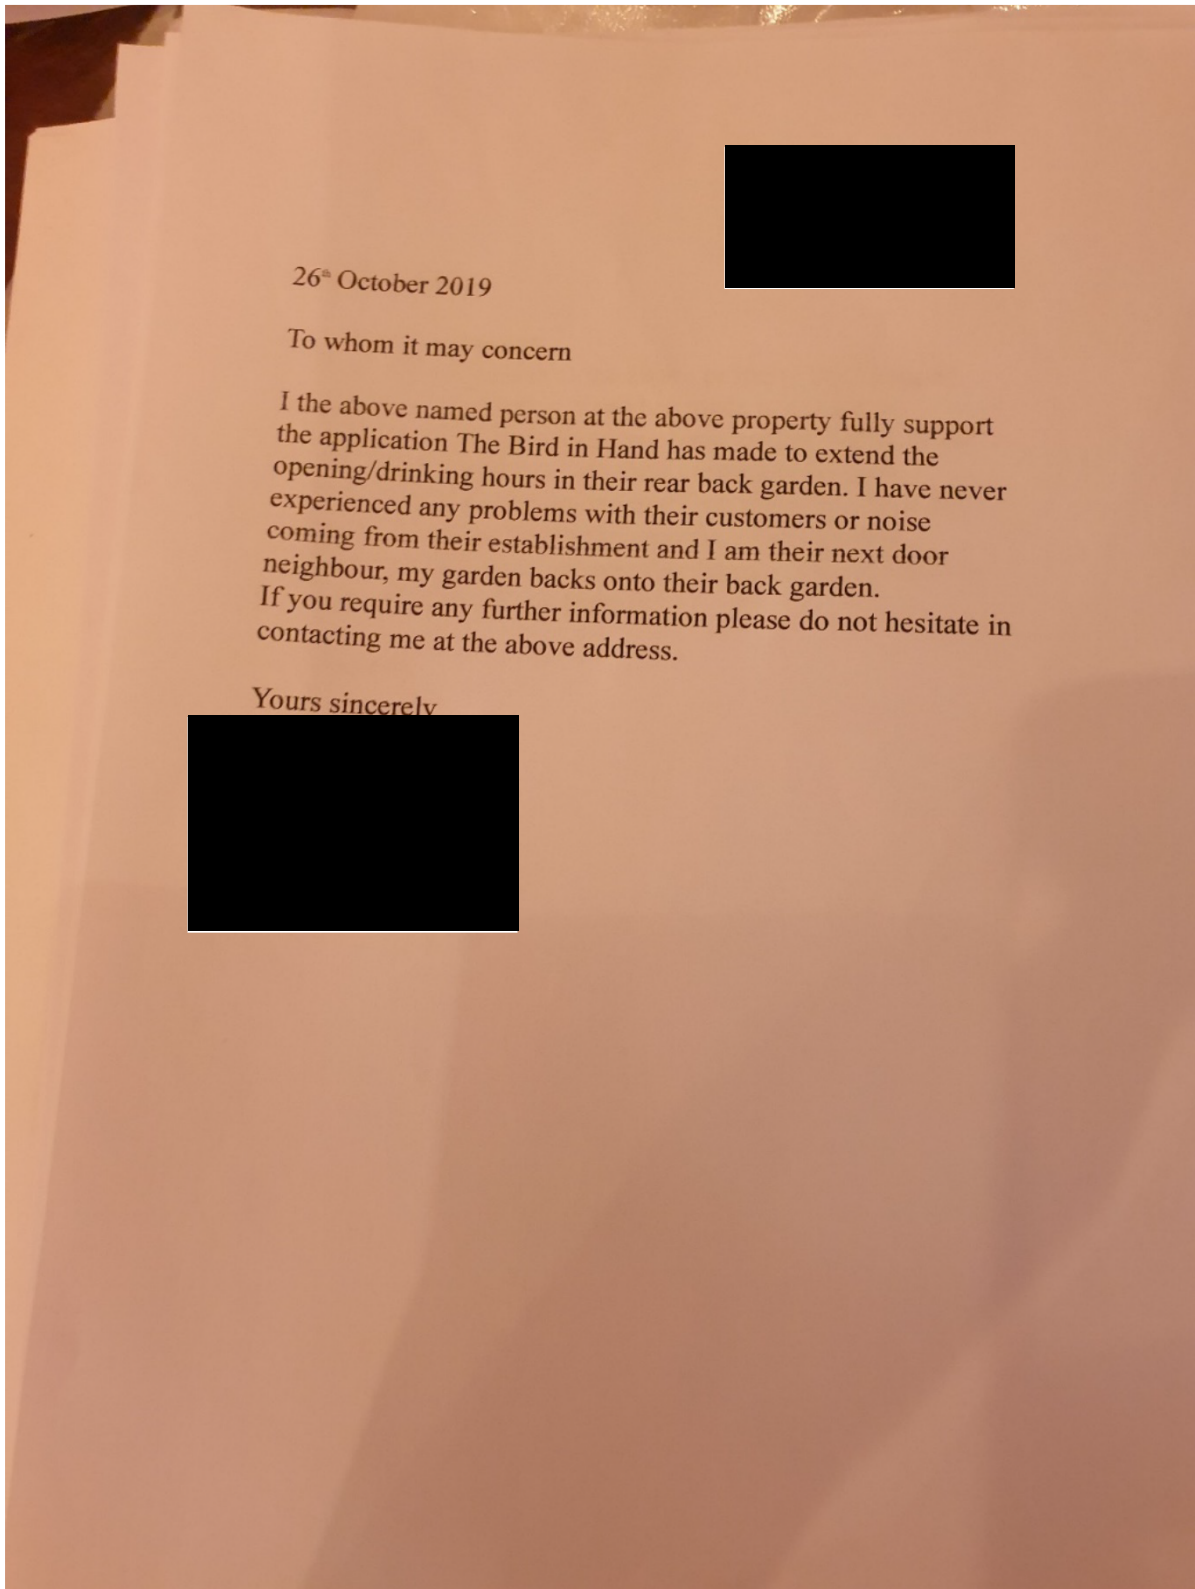 26th October 2019
To whom it may concern
I the above named person at the above property fully support
the application The Bird in Hand has made to extend the
opening/drinking hours in their rear back garden. I have never
experienced any problems with their customers or noise
coming from their establishment and I am their next door
neighbour, my garden backs onto their back garden.
If you require any further information please do not hesitate in
contacting me at the above address.
Yours sincerely